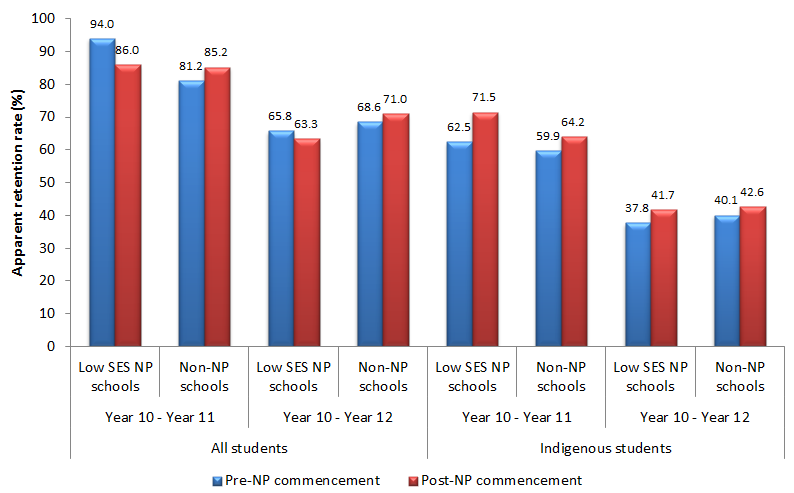 Apparent retention rate (%)
100
90
80
70
60
50
40
30
20
10
0
94.0
86.0
81.2
85.2
65.8
63.3
68.6
71.0
62.5
71.5
59.9
64.2
37.8
41.7
40.1
42.6
Low SES NP
schools
Non-NP
schools
Low SES NP
schools
Non-NP
schools
Low SES NP
schools
Non-NP
schools
Low SES NP
schools
Non-NP
schools
Year 10 - Year 11
Year 10 - Year 12
Year 10 - Year 11
Year 10 - Year 12
All students
Indigenous students
Pre-NP commencement
Post-NP commencement